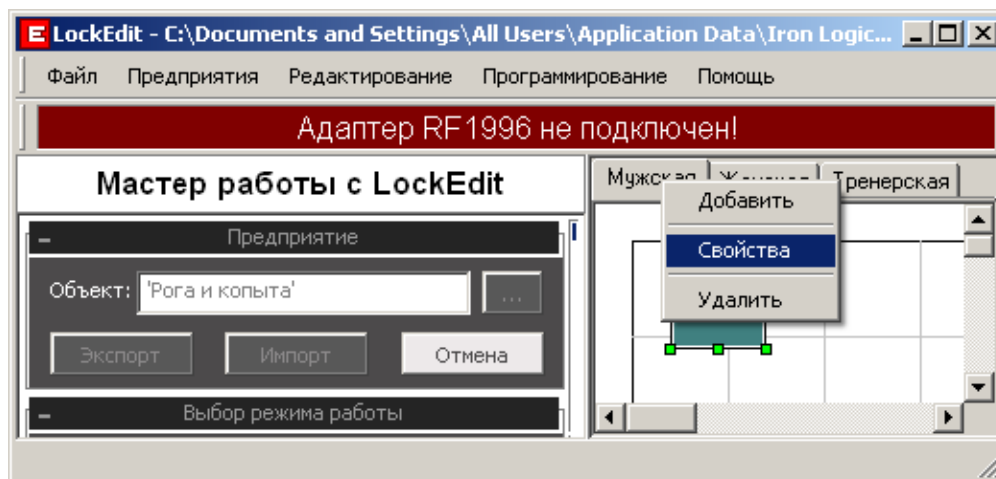 E LockEdit - C:\Documents and Settings\All Users\Application Data\Iron Logic...
Файл Предприятия Редактирование Программирование Помощь
Адаптер RF1996 не подключен!
Мастер работы с LockEdit
Предприятие
Объект: 'Рога и копыта' ...
Экспорт Импорт Отмена
Выбор режима работы
Мужская Тренерская
Добавить
Свойства
Удалить